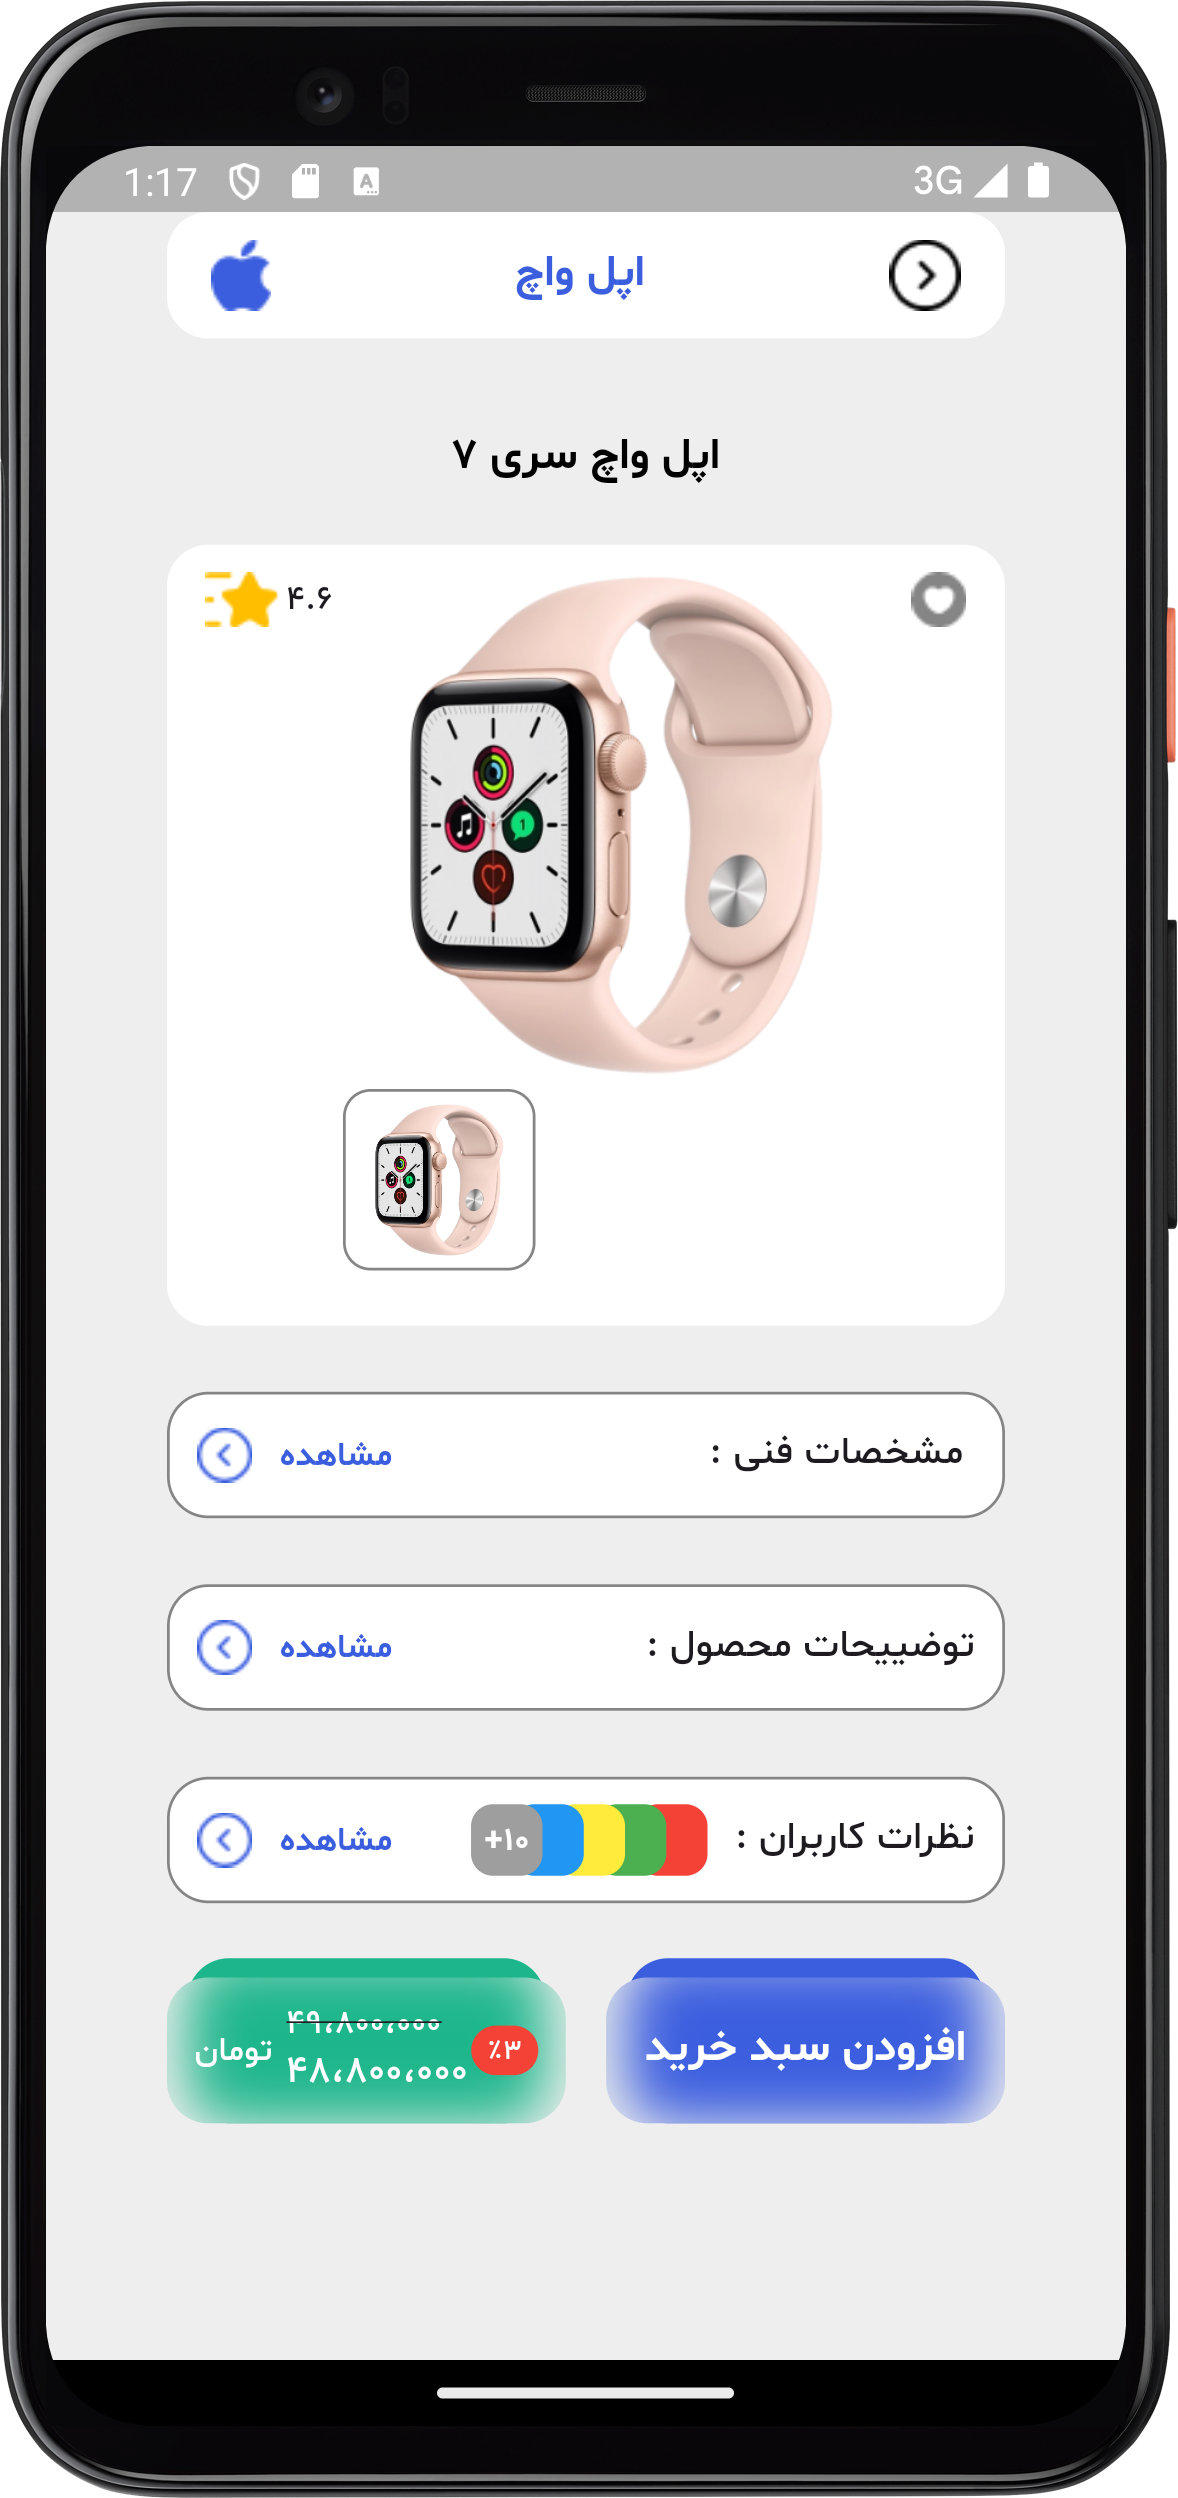 1:17
3G
اپل واچ
اپل واچ سری ۷
۴.۶
مشخصات فنی :
مشاهده
توضییحات محصول :
مشاهده
نظرات کاربران :
+۱۰
مشاهده
افزودن سبد خرید
٪۳
۴۹،۸۰۰،۰۰۰
۴۸،۸۰۰،۰۰۰
تومان